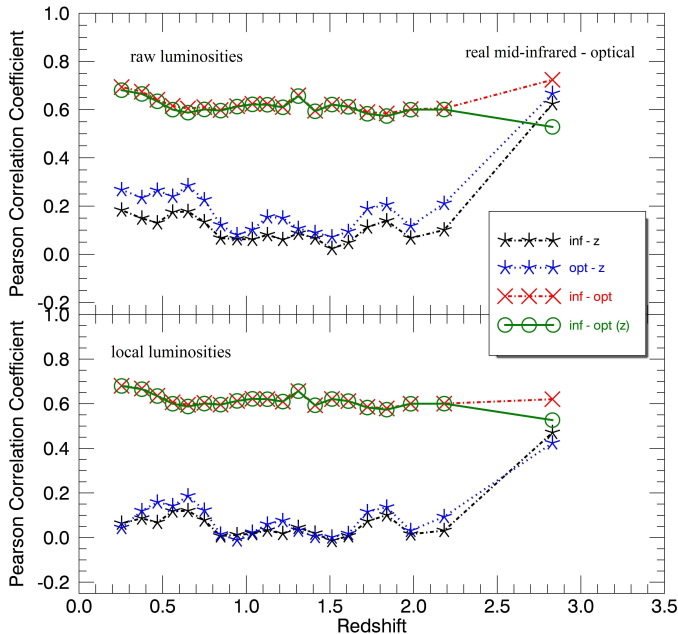 1.0
raw luminosities
real mid-infrared - optical
0.8
0.6
0.4
0.2
0.0
-0.2
Pearson Correlation Coefficient
inf - z
opt - z
inf - opt
inf - opt (z)
1.0
local luminosities
0.8
0.6
0.4
0.2
0.0
-0.2
Pearson Correlation Coefficient
0.0 0.5 1.0 1.5 2.0 2.5 3.0 3.5
Redshift